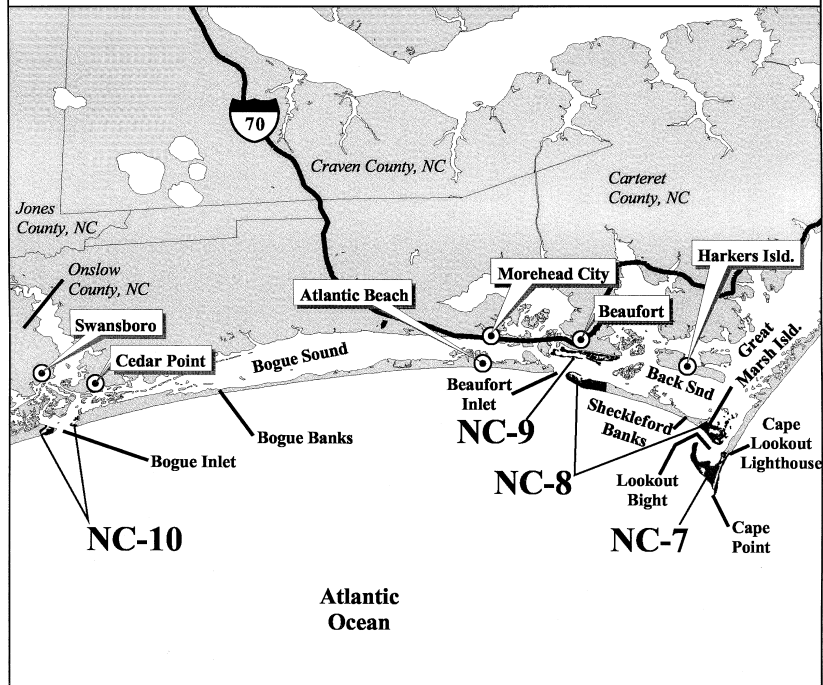 70
Craven County, NC
Carteret
County, NC
Jones
County, NC
Harkers Isld.
Onslow
County, NC
Morehead City
Atlantic Beach
Beaufort
Swansboro
Great
Marsh Isld.
Cedar Point
Bogue Sound
Back Snd
Beaufort
Inlet
Sheckleford
Banks
NC-9
Cape
Lookout
Lighthouse
Bogue Banks
Bogue Inlet
NC-8
Lookout
Bight
NC-10
NC-7
Cape
Point
Atlantic
Ocean